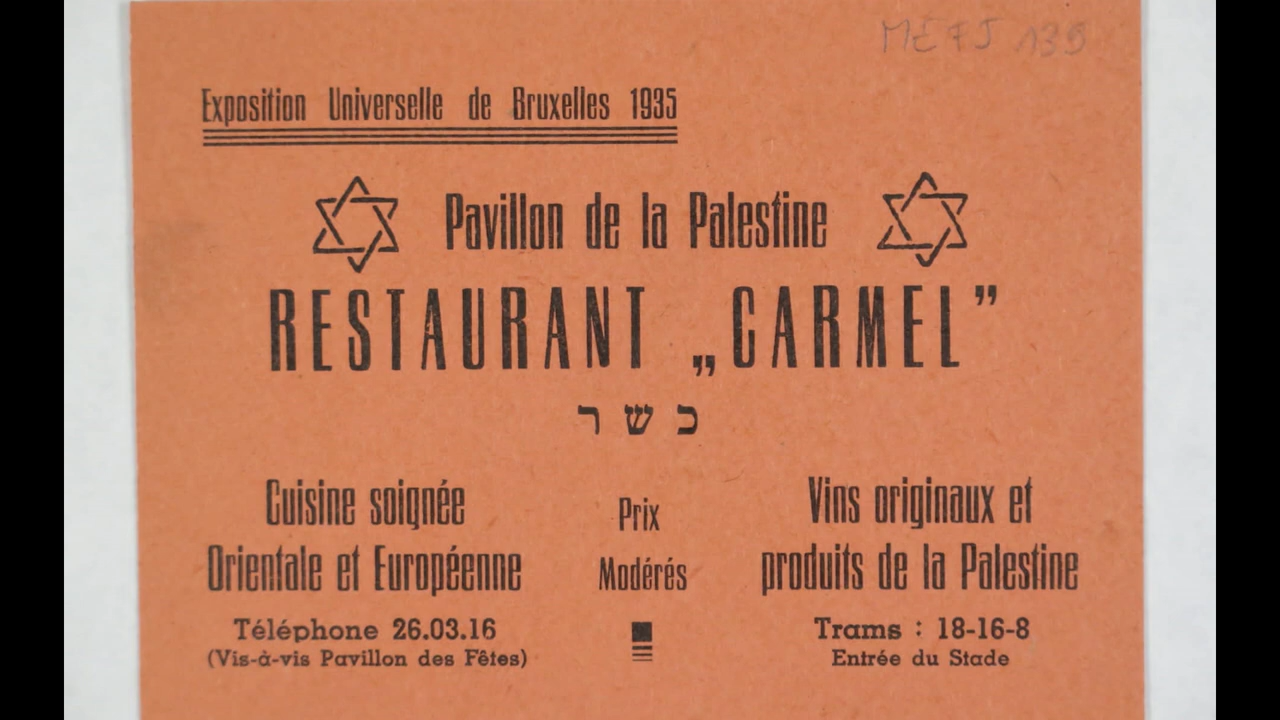 MEFJ 139
Exposition Universelle de Bruxelles 1935
Pavillon de la Palestine
RESTAURANT „CARMEL”
כשר
Cuisine soignée
Orientale et Européenne
Téléphone 26.03.16
(Vis-à-vis Pavillon des Fêtes)
Prix
Modérés
Vins originaux et
produits de la Palestine
Trams : 18-16-8
Entrée du Stade